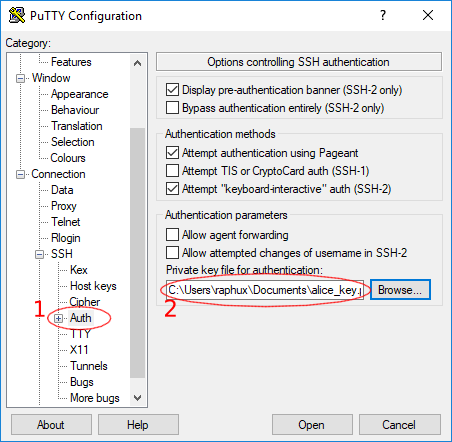 PuTTY Configuration
Category:
Features
Window
Appearance
Behaviour
Translation
Selection
Colours
Connection
Data
Proxy
Telnet
Rlogin
SSH
Kex
Host keys
Cipher
1
Auth
TTY
X11
Tunnels
Bugs
More bugs
Options controlling SSH authentication
Display pre-authentication banner (SSH-2 only)
Bypass authentication entirely (SSH-2 only)
Authentication methods
Attempt authentication using Pageant
Attempt TIS or CryptoCard auth (SSH-1)
Attempt "keyboard-interactive" auth (SSH-2)
Authentication parameters
Allow agent forwarding
Allow attempted changes of username in SSH-2
Private key file for authentication:
C:\Users\raphux\Documents\alice_key.p
Browse...
2
About
Help
Open
Cancel